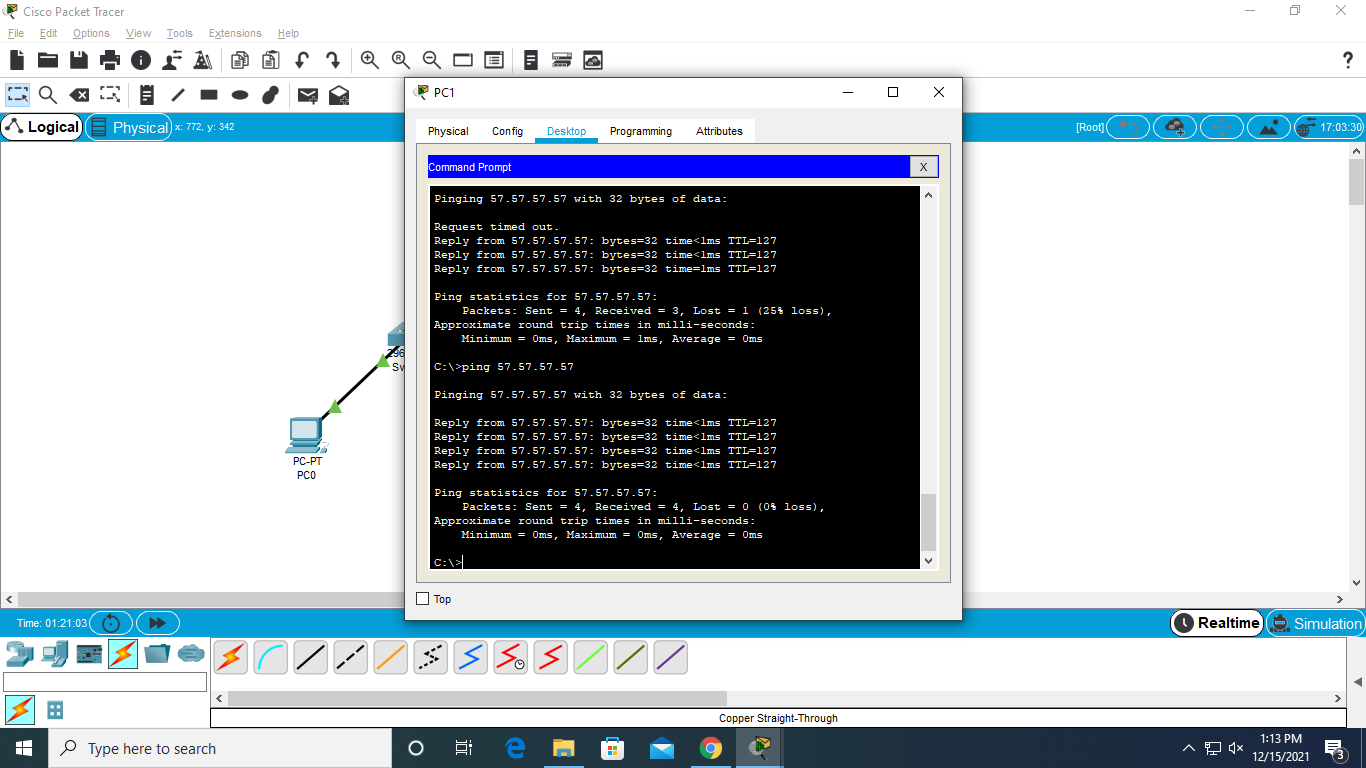 Cisco Packet Tracer
File Edit Options View Tools Extensions Help
Logical Physical x: 772, y: 342
[Root] 17:03:30
PC1
Physical Config Desktop Programming Attributes
Command Prompt X
Pinging 57.57.57.57 with 32 bytes of data:
Request timed out.
Reply from 57.57.57.57: bytes=32 time<1ms TTL=127
Reply from 57.57.57.57: bytes=32 time<1ms TTL=127
Reply from 57.57.57.57: bytes=32 time=1ms TTL=127
Ping statistics for 57.57.57.57:
Packets: Sent = 4, Received = 3, Lost = 1 (25% loss),
Approximate round trip times in milli-seconds:
Minimum = 0ms, Maximum = 1ms, Average = 0ms
C:\>ping 57.57.57.57
Pinging 57.57.57.57 with 32 bytes of data:
Reply from 57.57.57.57: bytes=32 time<1ms TTL=127
Reply from 57.57.57.57: bytes=32 time<1ms TTL=127
Reply from 57.57.57.57: bytes=32 time<1ms TTL=127
Reply from 57.57.57.57: bytes=32 time<1ms TTL=127
Ping statistics for 57.57.57.57:
Packets: Sent = 4, Received = 4, Lost = 0 (0% loss),
Approximate round trip times in milli-seconds:
Minimum = 0ms, Maximum = 0ms, Average = 0ms
C:\>
Top
296
Sw
PC-PT
PC0
Time: 01:21:03
Realtime Simulation
Copper Straight-Through
Type here to search
1:13 PM
12/15/2021
3